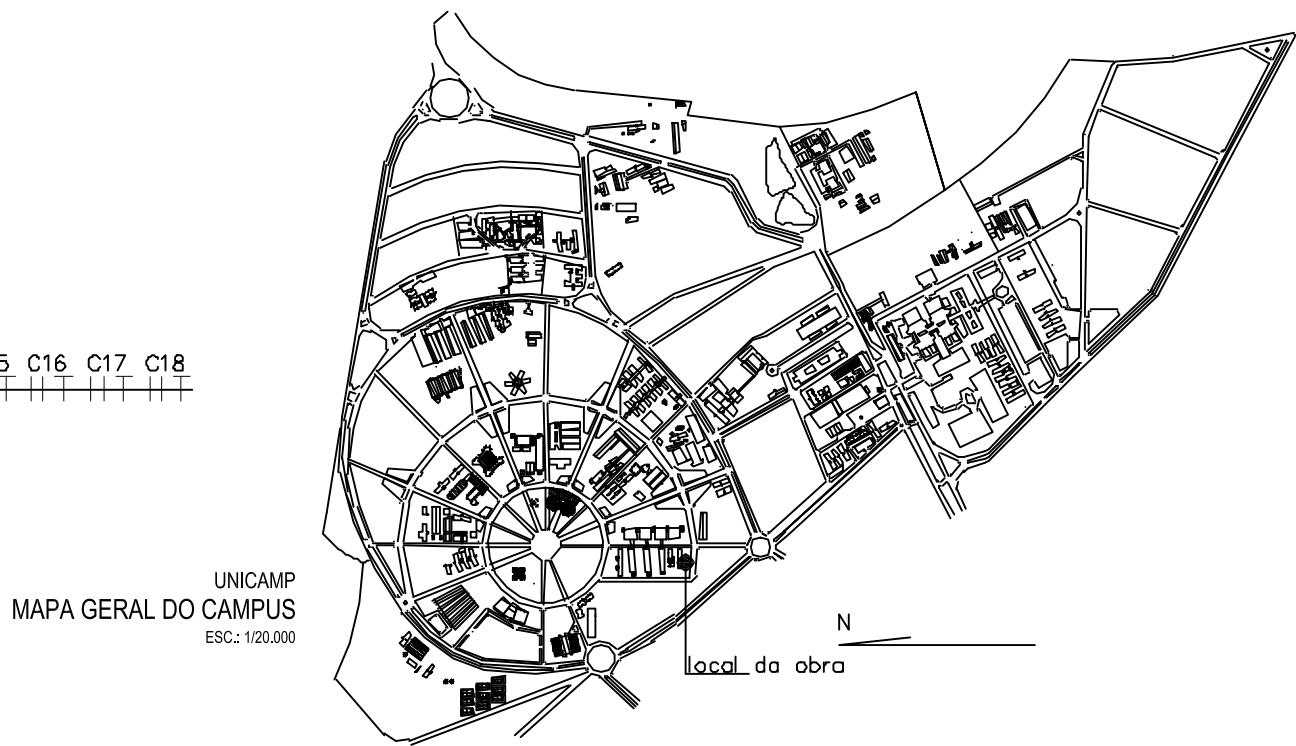 C16 C17 C18
UNICAMP
MAPA GERAL DO CAMPUS
ESC.: 1/20.000
N
local da obra